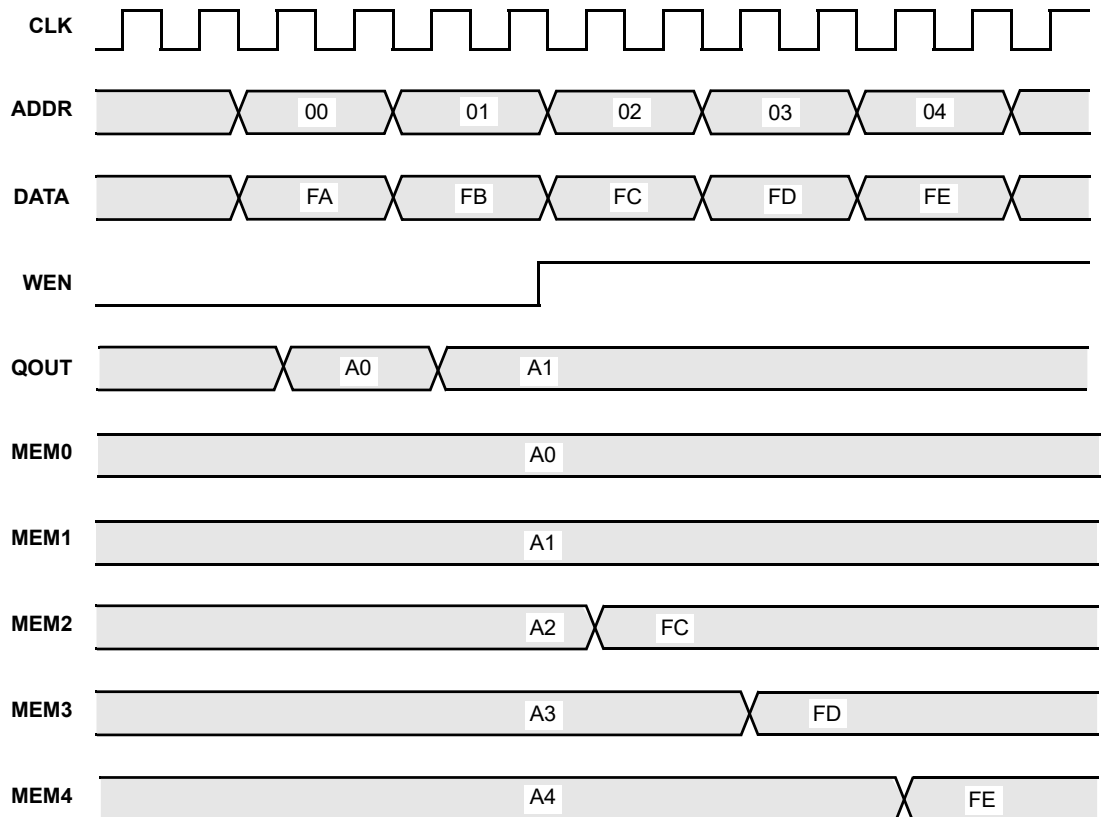 CLK
ADDR 00 01 02 03 04
DATA FA FB FC FD FE
WEN
QOUT A0 A1
MEM0 A0
MEM1 A1
MEM2 A2 FC
MEM3 A3 FD
MEM4 A4 FE